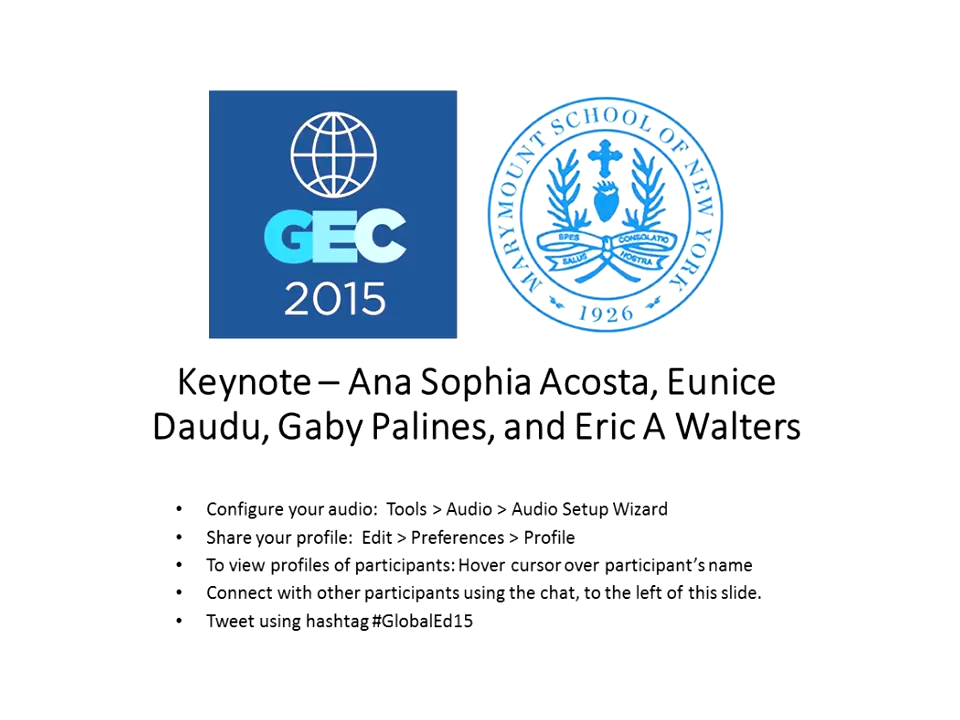 GEC
2015
MARYMOUNT SCHOOL OF NEW YORK
SPES CONSOLATIO
SALUS NOSTRA
1926
Keynote – Ana Sophia Acosta, Eunice
Daudu, Gaby Palines, and Eric A Walters
• Configure your audio:  Tools > Audio > Audio Setup Wizard
• Share your profile:  Edit > Preferences > Profile
• To view profiles of participants: Hover cursor over participant’s name
• Connect with other participants using the chat, to the left of this slide.
• Tweet using hashtag #GlobalEd15